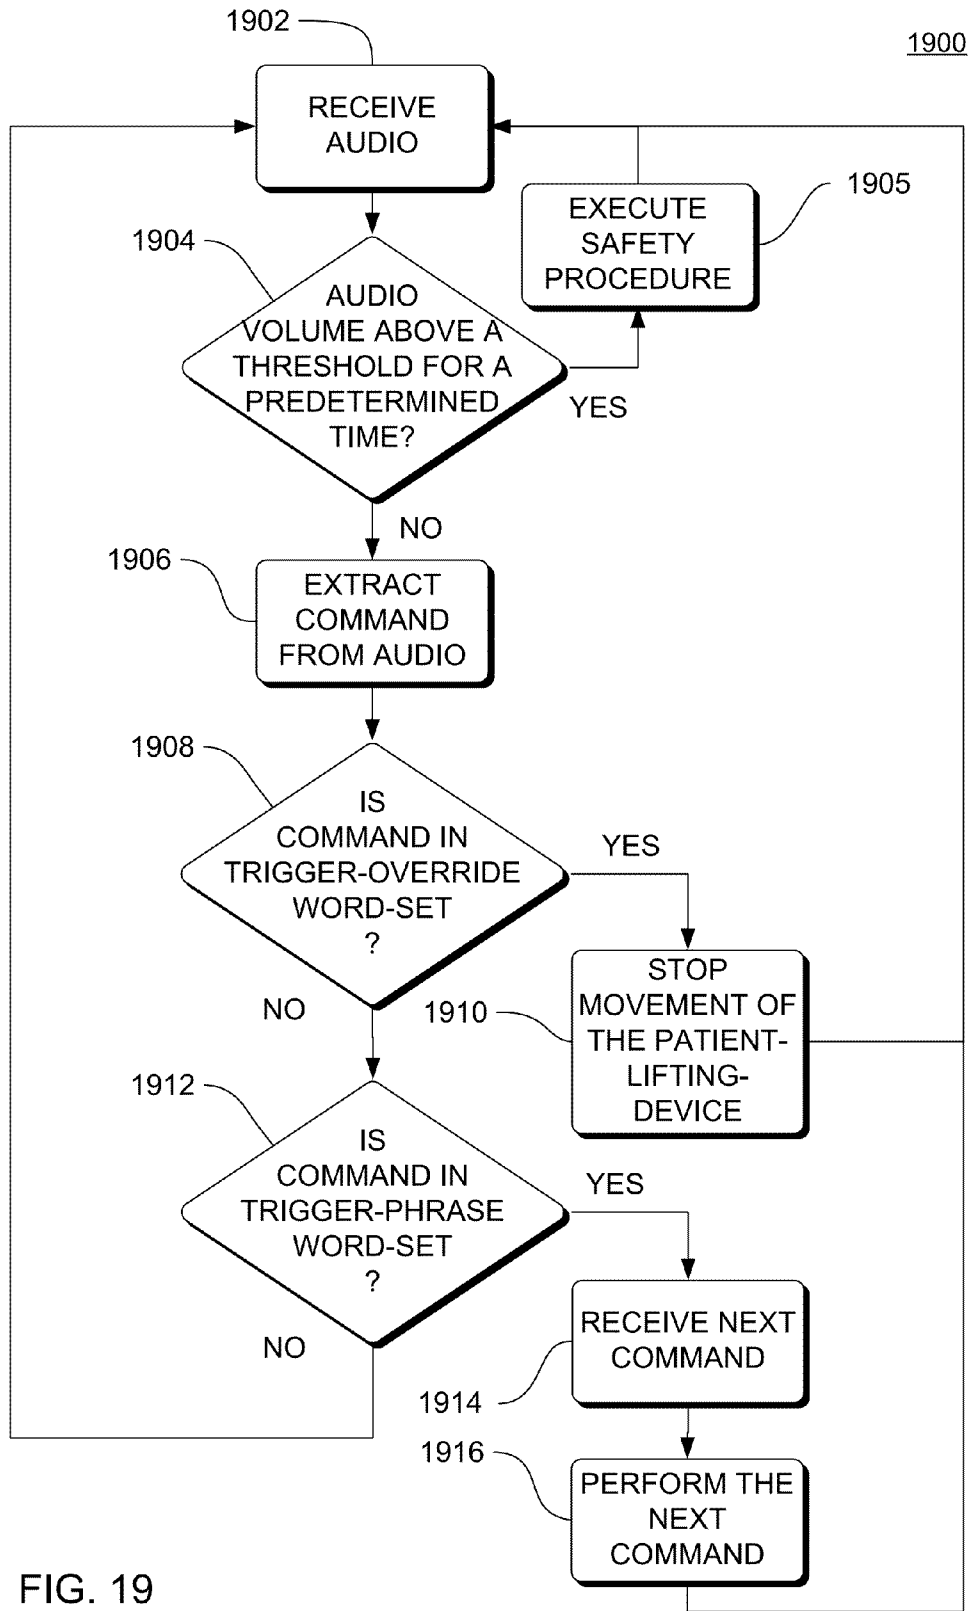 1902
1900
RECEIVE
AUDIO
1905
EXECUTE
SAFETY
PROCEDURE
1904
AUDIO
VOLUME ABOVE A
THRESHOLD FOR A
PREDETERMINED
TIME?
YES
NO
1906
EXTRACT
COMMAND
FROM AUDIO
1908
IS
COMMAND IN
TRIGGER-OVERRIDE
WORD-SET
?
YES
NO
1910
STOP
MOVEMENT OF
THE PATIENT-
LIFTING-
DEVICE
1912
IS
COMMAND IN
TRIGGER-PHRASE
WORD-SET
?
YES
NO
RECEIVE NEXT
COMMAND
1914
1916
PERFORM THE
NEXT
COMMAND
FIG. 19